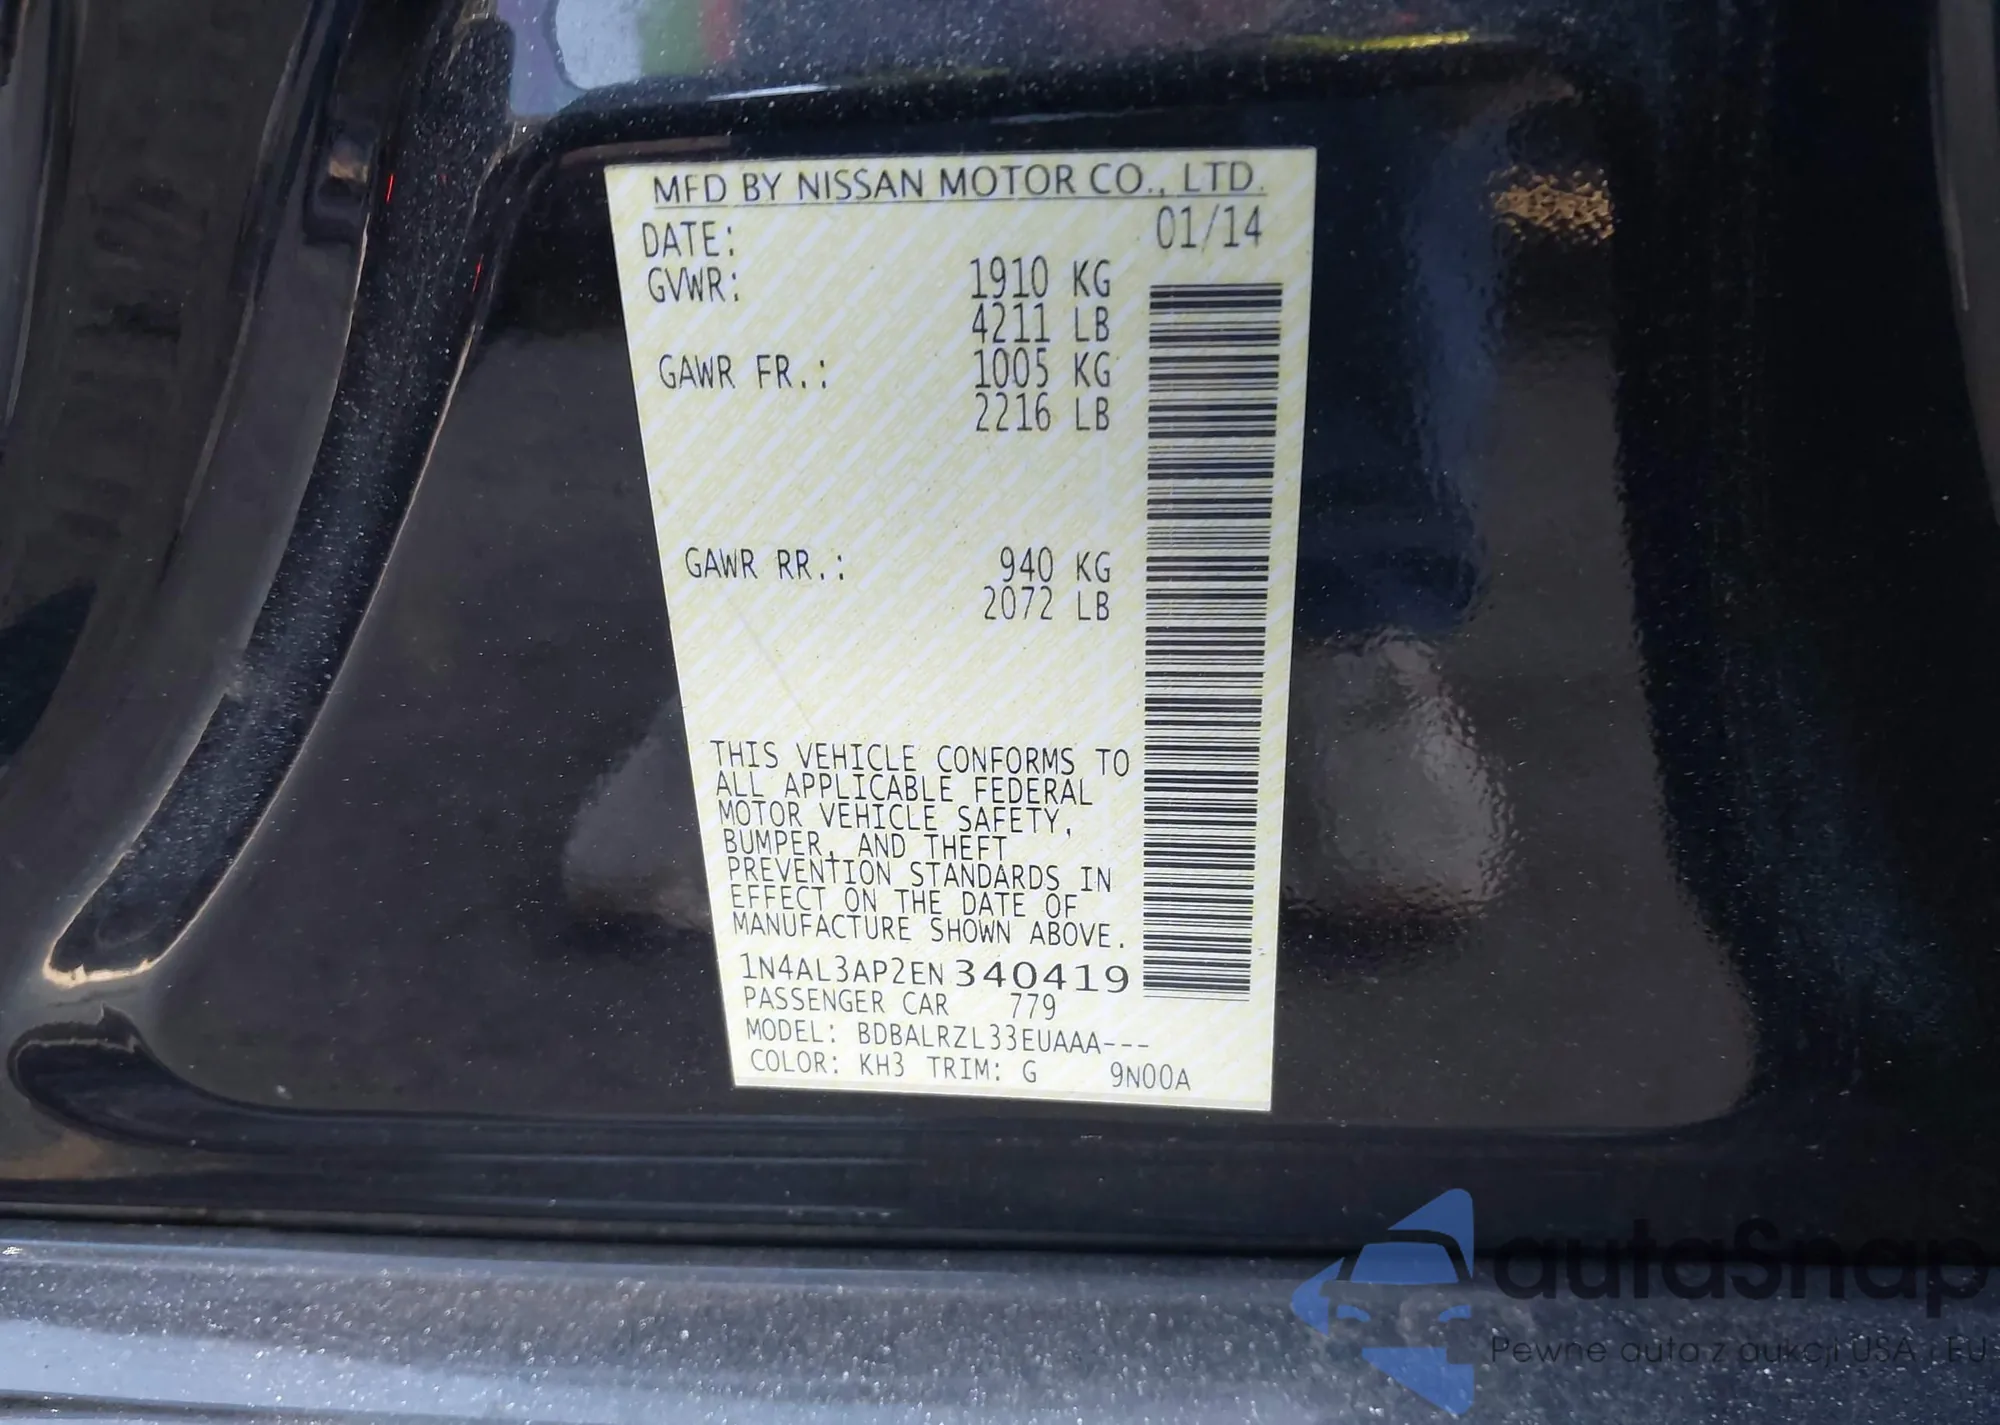 MFD BY NISSAN MOTOR CO., LTD.
DATE: 01/14
GVWR: 1910 KG
4211 LB
GAWR FR.: 1005 KG
2216 LB
GAWR RR.: 940 KG
2072 LB
THIS VEHICLE CONFORMS TO
ALL APPLICABLE FEDERAL
MOTOR VEHICLE SAFETY,
BUMPER, AND THEFT
PREVENTION STANDARDS IN
EFFECT ON THE DATE OF
MANUFACTURE SHOWN ABOVE.
1N4AL3AP2EN 340419
PASSENGER CAR 779
MODEL: BDBALRZL33EUAAA---
COLOR: KH3 TRIM: G 9N00A
autaSnap
Pewne auta z aukcji USA i EU